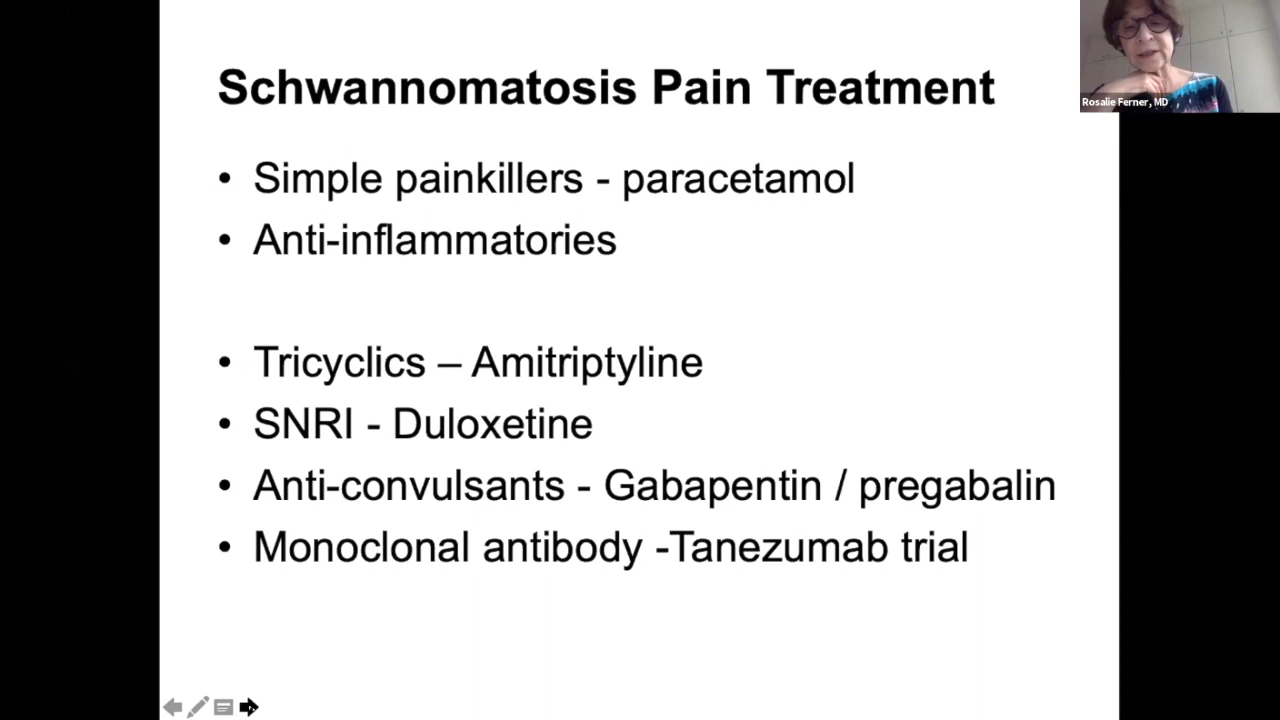 Schwannomatosis Pain Treatment
• Simple painkillers - paracetamol
• Anti-inflammatories
• Tricyclics – Amitriptyline
• SNRI - Duloxetine
• Anti-convulsants - Gabapentin / pregabalin
• Monoclonal antibody -Tanezumab trial
Rosalie Ferner, MD